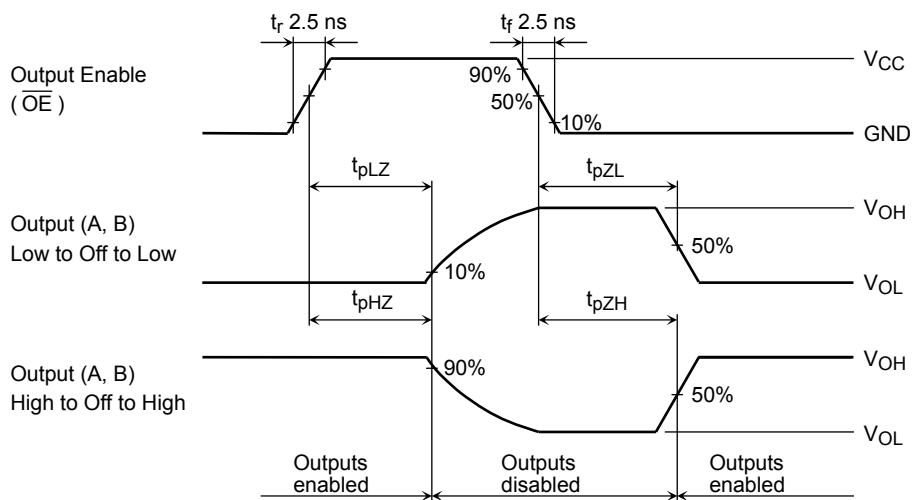 tr 2.5 ns
tf 2.5 ns
Output Enable
( OE )
90%
50%
10%
VCC
GND
tpLZ
tpZL
Output (A, B)
Low to Off to Low
10%
50%
VOH
VOL
tpHZ
tpZH
Output (A, B)
High to Off to High
90%
50%
VOH
VOL
Outputs
enabled
Outputs
disabled
Outputs
enabled